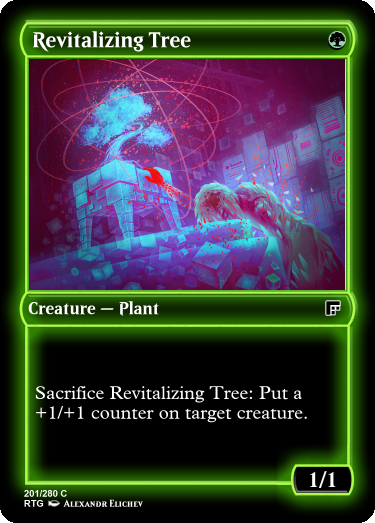 Revitalizing Tree
Creature — Plant
Sacrifice Revitalizing Tree: Put a
+1/+1 counter on target creature.
1/1
201/280 C
RTG Alexandr Elichev